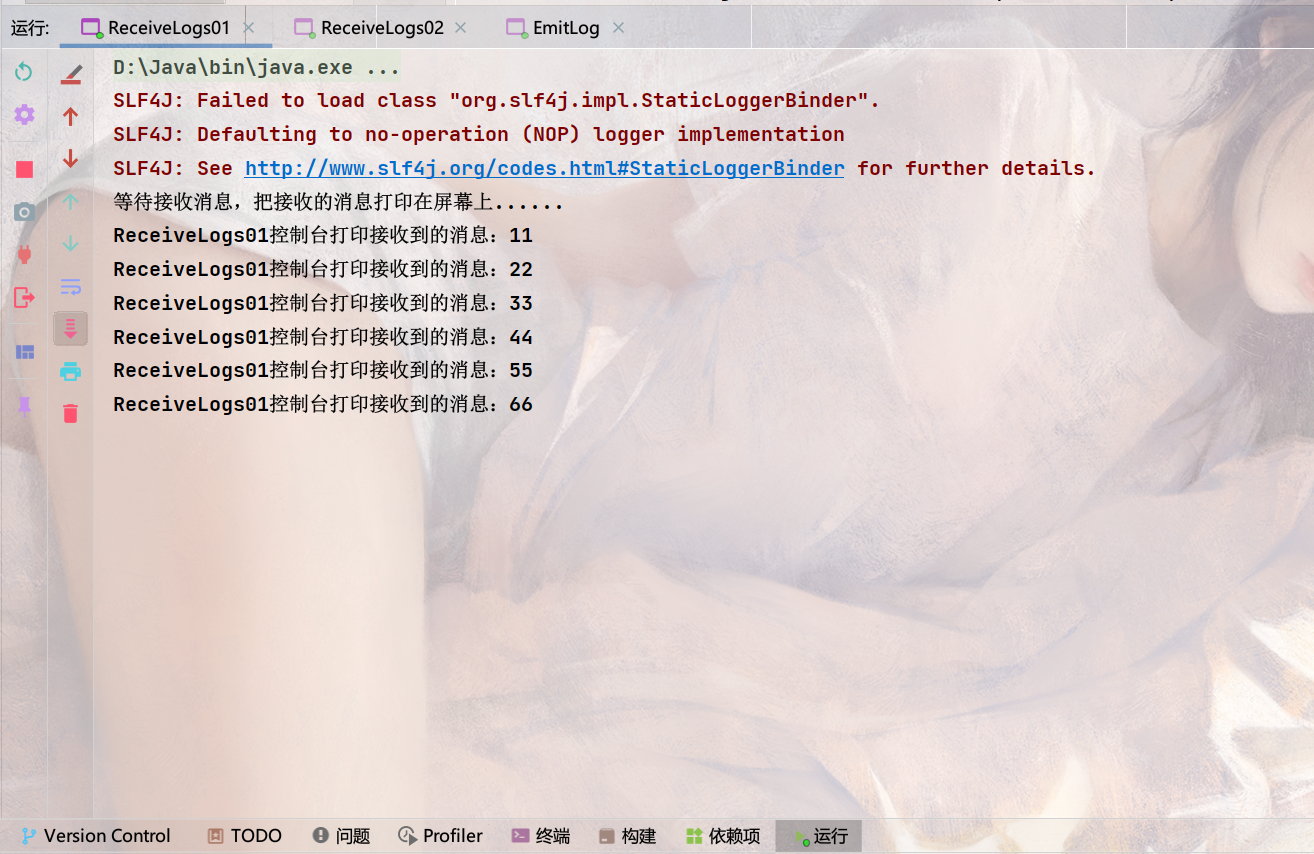 运行: ReceiveLogs01 ReceiveLogs02 EmitLog
D:\Java\bin\java.exe ...
SLF4J: Failed to load class "org.slf4j.impl.StaticLoggerBinder".
SLF4J: Defaulting to no-operation (NOP) logger implementation
SLF4J: See http://www.slf4j.org/codes.html#StaticLoggerBinder for further details.
等待接收消息，把接收的消息打印在屏幕上......
ReceiveLogs01控制台打印接收到的消息：11
ReceiveLogs01控制台打印接收到的消息：22
ReceiveLogs01控制台打印接收到的消息：33
ReceiveLogs01控制台打印接收到的消息：44
ReceiveLogs01控制台打印接收到的消息：55
ReceiveLogs01控制台打印接收到的消息：66
Version Control TODO 问题 Profiler 终端 构建 依赖项 运行